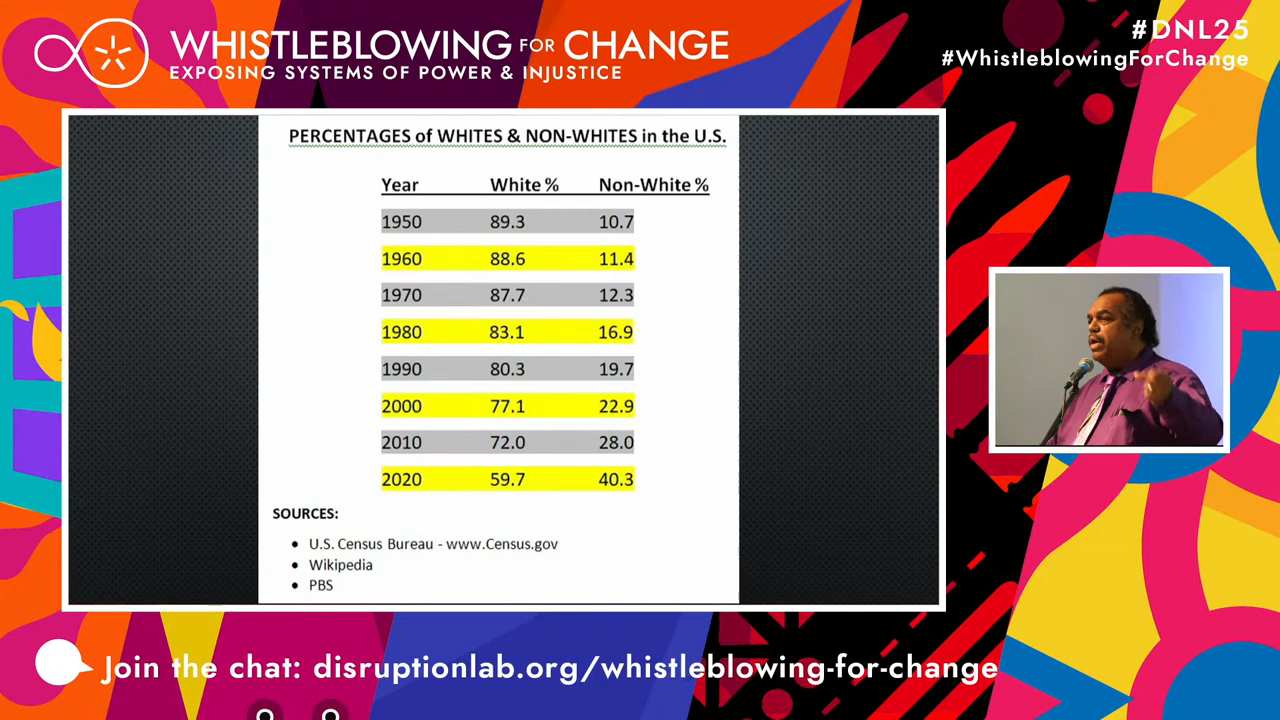 WHISTLEBLOWING FOR CHANGE
EXPOSING SYSTEMS OF POWER & INJUSTICE
#DNL25
#WhistleblowingForChange
PERCENTAGES of WHITES & NON-WHITES in the U.S.
Year White % Non-White %
1950 89.3 10.7
1960 88.6 11.4
1970 87.7 12.3
1980 83.1 16.9
1990 80.3 19.7
2000 77.1 22.9
2010 72.0 28.0
2020 59.7 40.3
SOURCES:
• U.S. Census Bureau - www.Census.gov
• Wikipedia
• PBS
Join the chat: disruptionlab.org/whistleblowing-for-change